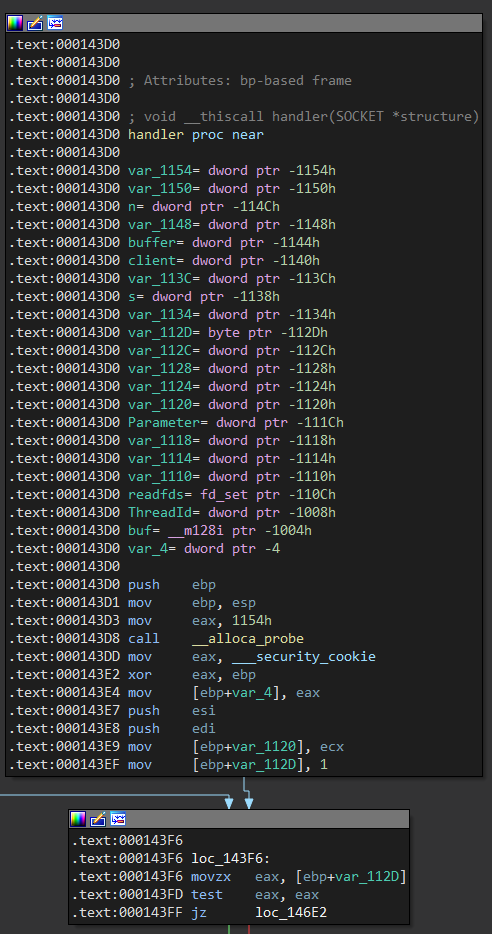 .text:000143D0
.text:000143D0
.text:000143D0 ; Attributes: bp-based frame
.text:000143D0
.text:000143D0 ; void __thiscall handler(SOCKET *structure)
.text:000143D0 handler proc near
.text:000143D0
.text:000143D0 var_1154= dword ptr -1154h
.text:000143D0 var_1150= dword ptr -1150h
.text:000143D0 n= dword ptr -114Ch
.text:000143D0 var_1148= dword ptr -1148h
.text:000143D0 buffer= dword ptr -1144h
.text:000143D0 client= dword ptr -1140h
.text:000143D0 var_113C= dword ptr -113Ch
.text:000143D0 s= dword ptr -1138h
.text:000143D0 var_1134= dword ptr -1134h
.text:000143D0 var_112D= byte ptr -112Dh
.text:000143D0 var_112C= dword ptr -112Ch
.text:000143D0 var_1128= dword ptr -1128h
.text:000143D0 var_1124= dword ptr -1124h
.text:000143D0 var_1120= dword ptr -1120h
.text:000143D0 Parameter= dword ptr -111Ch
.text:000143D0 var_1118= dword ptr -1118h
.text:000143D0 var_1114= dword ptr -1114h
.text:000143D0 var_1110= dword ptr -1110h
.text:000143D0 readfds= fd_set ptr -110Ch
.text:000143D0 ThreadId= dword ptr -1008h
.text:000143D0 buf= __m128i ptr -1004h
.text:000143D0 var_4= dword ptr -4
.text:000143D0
.text:000143D0 push ebp
.text:000143D1 mov ebp, esp
.text:000143D3 mov eax, 1154h
.text:000143D8 call __alloca_probe
.text:000143DD mov eax, ___security_cookie
.text:000143E2 xor eax, ebp
.text:000143E4 mov [ebp+var_4], eax
.text:000143E7 push esi
.text:000143E8 push edi
.text:000143E9 mov [ebp+var_1120], ecx
.text:000143EF mov [ebp+var_112D], 1
.text:000143F6
.text:000143F6 loc_143F6:
.text:000143F6 movzx eax, [ebp+var_112D]
.text:000143FD test eax, eax
.text:000143FF jz loc_146E2